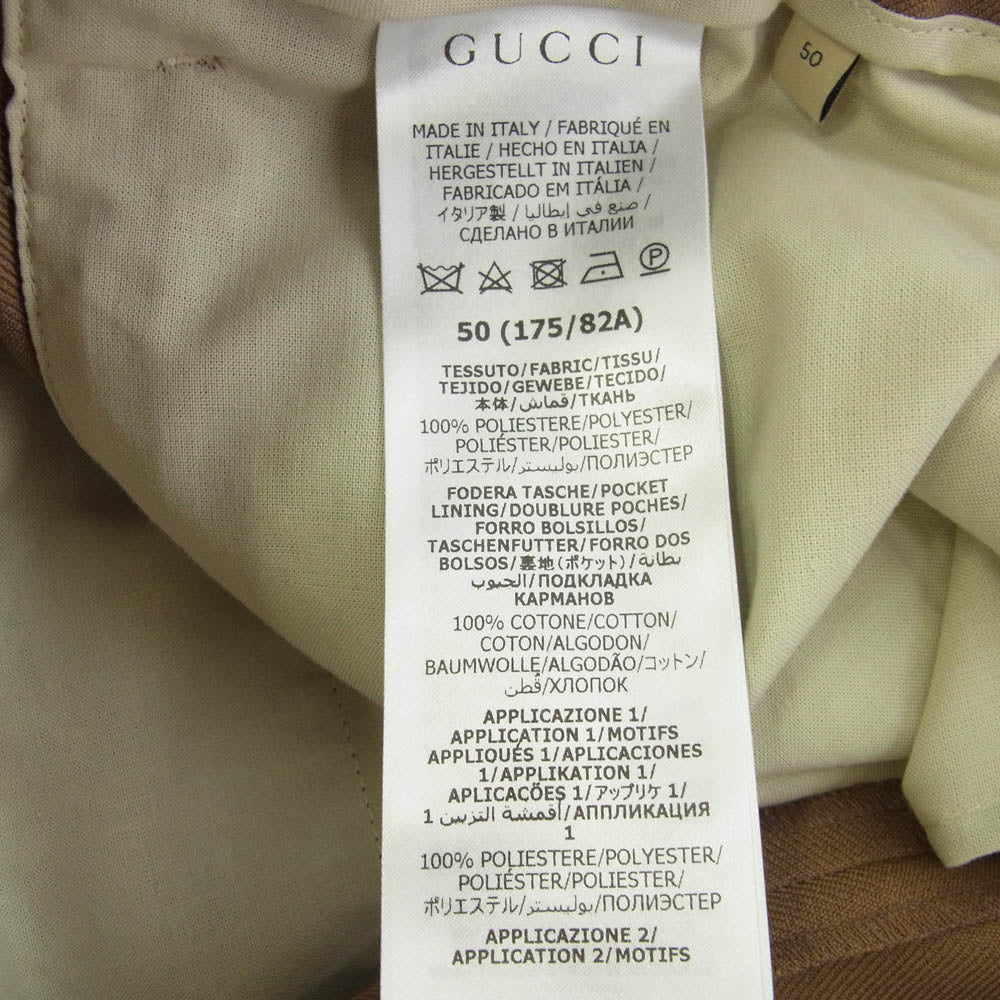 GUCCI
50
MADE IN ITALY / FABRIQUÉ EN
ITALIE / HECHO EN ITALIA /
HERGESTELLT IN ITALIEN /
FABRICADO EM ITÁLIA /
イタリア製 / صنع في إيطاليا /
СДЕЛАНО В ИТАЛИИ
P
50 (175/82A)
TESSUTO/FABRIC/TISSU/
TEJIDO/GEWEBE/TECIDO/
本体/قماش/ТКАНЬ
100% POLIESTERE/POLYESTER/
POLIÉSTER/POLIESTER/
ポリエステル/بوليستر/ПОЛИЭСТЕР
FODERA TASCHE/POCKET
LINING/DOUBLURE POCHES/
FORRO BOLSILLOS/
TASCHENFUTTER/FORRO DOS
BOLSOS/裏地(ポケット)/بطانة
الجيوب/ПОДКЛАДКА
КАРМАНОВ
100% COTONE/COTTON/
COTON/ALGODON/
BAUMWOLLE/ALGODÃO/コットン/
قُطن/ХЛОПОК
APPLICAZIONE 1/
APPLICATION 1/MOTIFS
APPLIQUÉS 1/APLICACIONES
1/APPLIKATION 1/
APLICACÕES 1/アップリケ 1/
أقمشة التزيين 1/АППЛИКАЦИЯ
1
100% POLIESTERE/POLYESTER/
POLIÉSTER/POLIESTER/
ポリエステル/بوليستر/ПОЛИЭСТЕР
APPLICAZIONE 2/
APPLICATION 2/MOTIFS